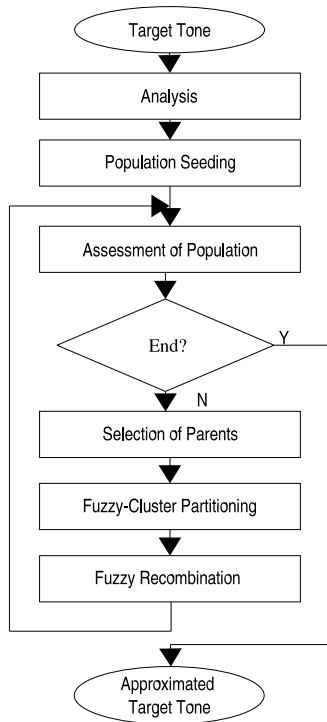 Target Tone
Analysis
Population Seeding
Assessment of Population
End?
Y
N
Selection of Parents
Fuzzy-Cluster Partitioning
Fuzzy Recombination
Approximated
Target Tone